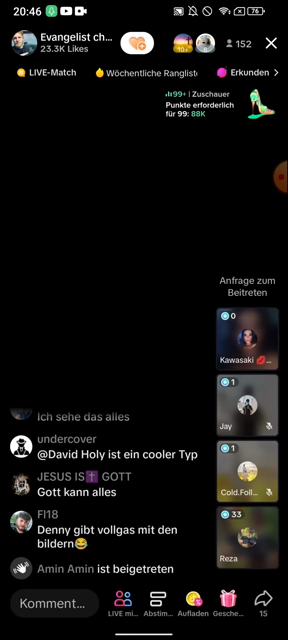 20:46
76
Evangelist ch...
23.3K Likes
10+
152
LIVE-Match
Wöchentliche Rangliste
Erkunden
99+ | Zuschauer
Punkte erforderlich
für 99: 88K
Anfrage zum
Beitreten
0
Kawasaki 💋...
1
Jay
1
Cold.Foll...
33
Reza
Ich sehe das alles
undercover
@David Holy ist ein cooler Typ
JESUS IS✝️ GOTT
Gott kann alles
FI18
Denny gibt vollgas mit den
bildern😂
Amin Amin ist beigetreten
Komment...
LIVE mi...
Abstim...
Aufladen
Gesche...
15